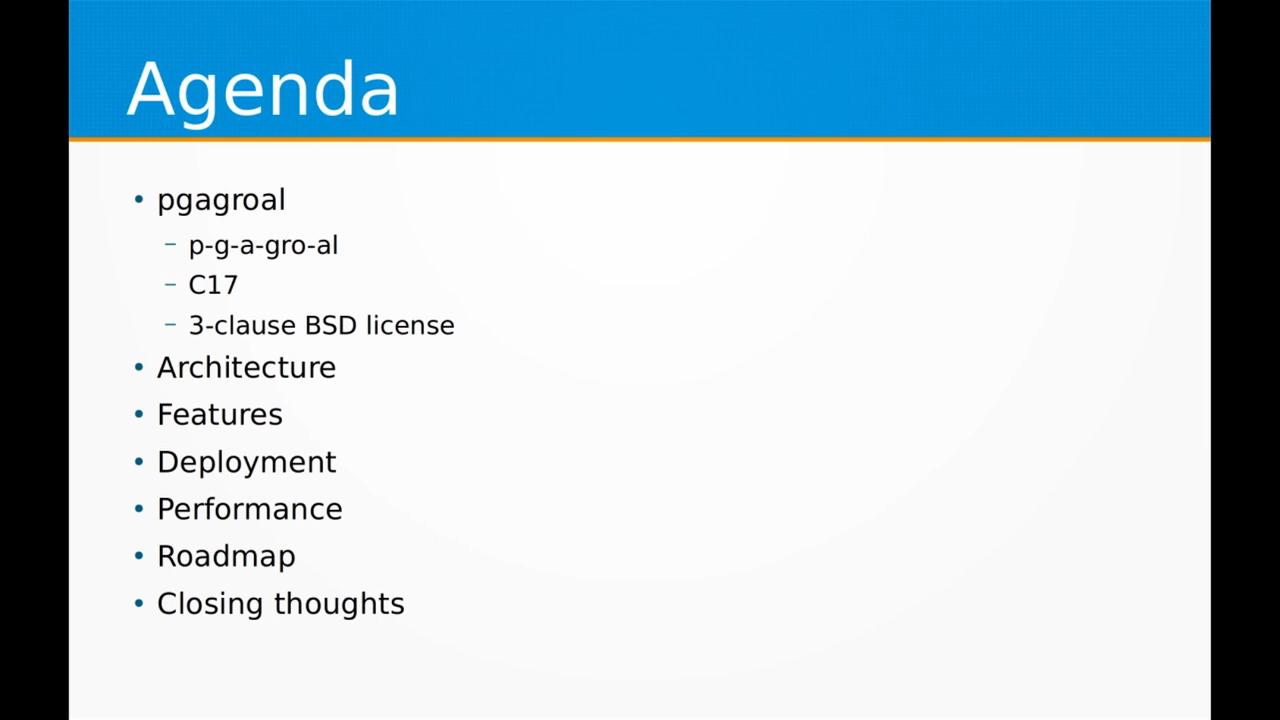 Agenda
• pgagroal
– p-g-a-gro-al
– C17
– 3-clause BSD license
• Architecture
• Features
• Deployment
• Performance
• Roadmap
• Closing thoughts